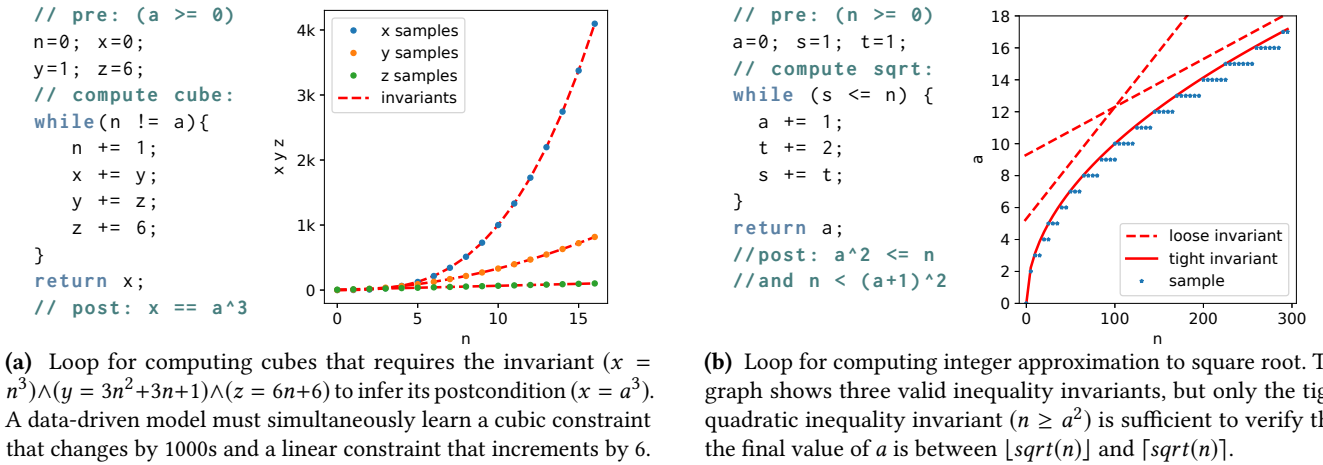 // pre: (a >= 0)
n=0; x=0;
y=1; z=6;
// compute cube:
while(n != a){
n += 1;
x += y;
y += z;
z += 6;
}
return x;
// post: x == a^3
4k
3k
2k
1k
0
x y z
x samples
y samples
z samples
invariants
0 5 10 15
n
(a) Loop for computing cubes that requires the invariant (x =
n³)∧(y = 3n²+3n+1)∧(z = 6n+6) to infer its postcondition (x = a³).
A data-driven model must simultaneously learn a cubic constraint
that changes by 1000s and a linear constraint that increments by 6.
// pre: (n >= 0)
a=0; s=1; t=1;
// compute sqrt:
while (s <= n) {
a += 1;
t += 2;
s += t;
}
return a;
//post: a^2 <= n
//and n < (a+1)^2
18
16
14
12
10
8
6
4
2
0
a
loose invariant
tight invariant
sample
0 100 200 300
n
(b) Loop for computing integer approximation to square root.
graph shows three valid inequality invariants, but only the
quadratic inequality invariant (n ≥ a²) is sufficient to verify
the final value of a is between ⌊sqrt(n)⌋ and ⌈sqrt(n)⌉.